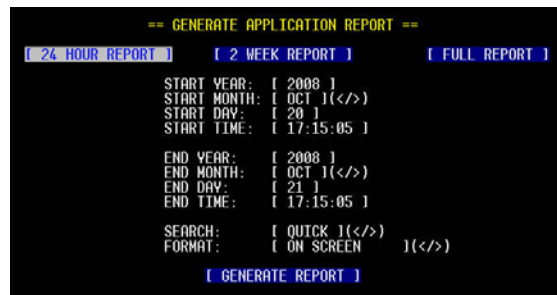 == GENERATE APPLICATION REPORT ==
[ 24 HOUR REPORT ] [ 2 WEEK REPORT ] [ FULL REPORT ]
START YEAR: [ 2008 ]
START MONTH: [ OCT ](</>)
START DAY: [ 20 ]
START TIME: [ 17:15:05 ]
END YEAR: [ 2008 ]
END MONTH: [ OCT ](</>)
END DAY: [ 21 ]
END TIME: [ 17:15:05 ]
SEARCH: [ QUICK ](</>)
FORMAT: [ ON SCREEN ](</>)
[ GENERATE REPORT ]